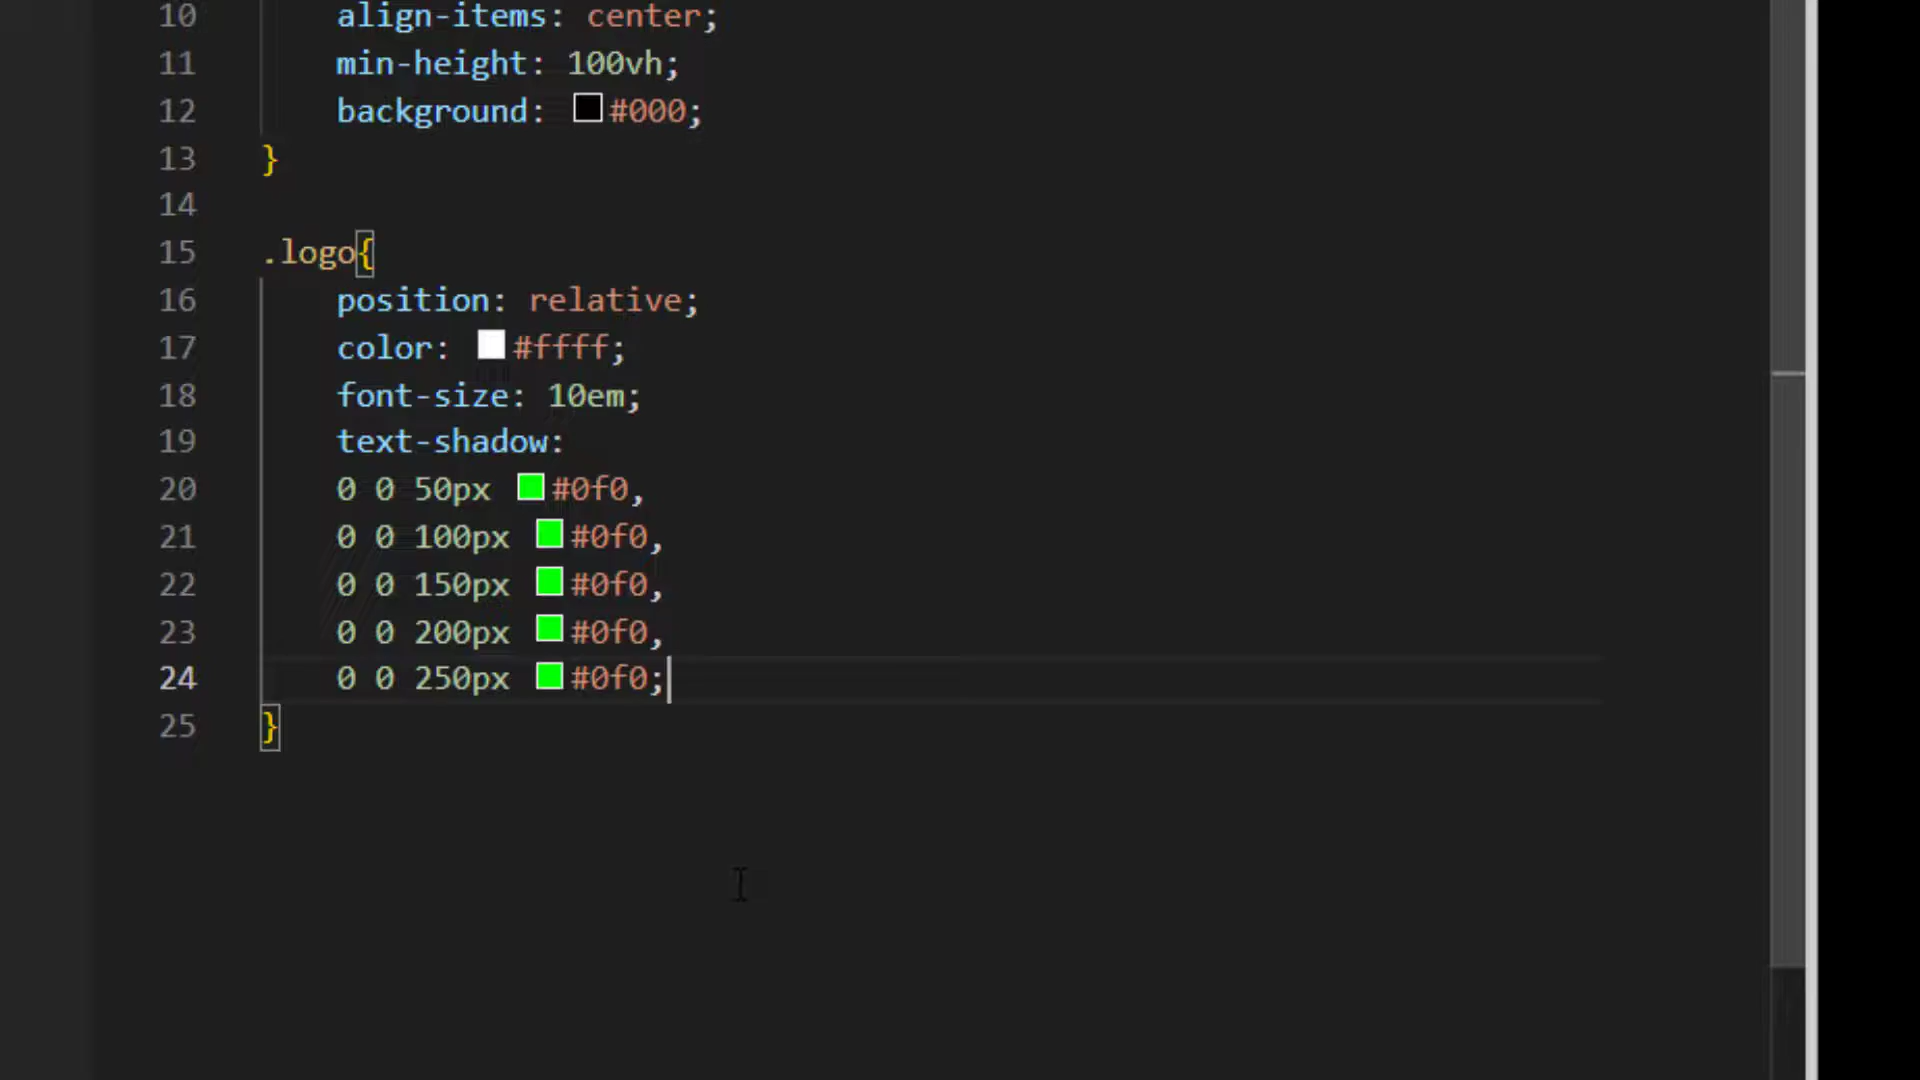 10 align-items: center;
11 min-height: 100vh;
12 background: #000;
13 }
14
15 .logo{
16 position: relative;
17 color: #ffff;
18 font-size: 10em;
19 text-shadow:
20 0 0 50px #0f0,
21 0 0 100px #0f0,
22 0 0 150px #0f0,
23 0 0 200px #0f0,
24 0 0 250px #0f0;
25 }